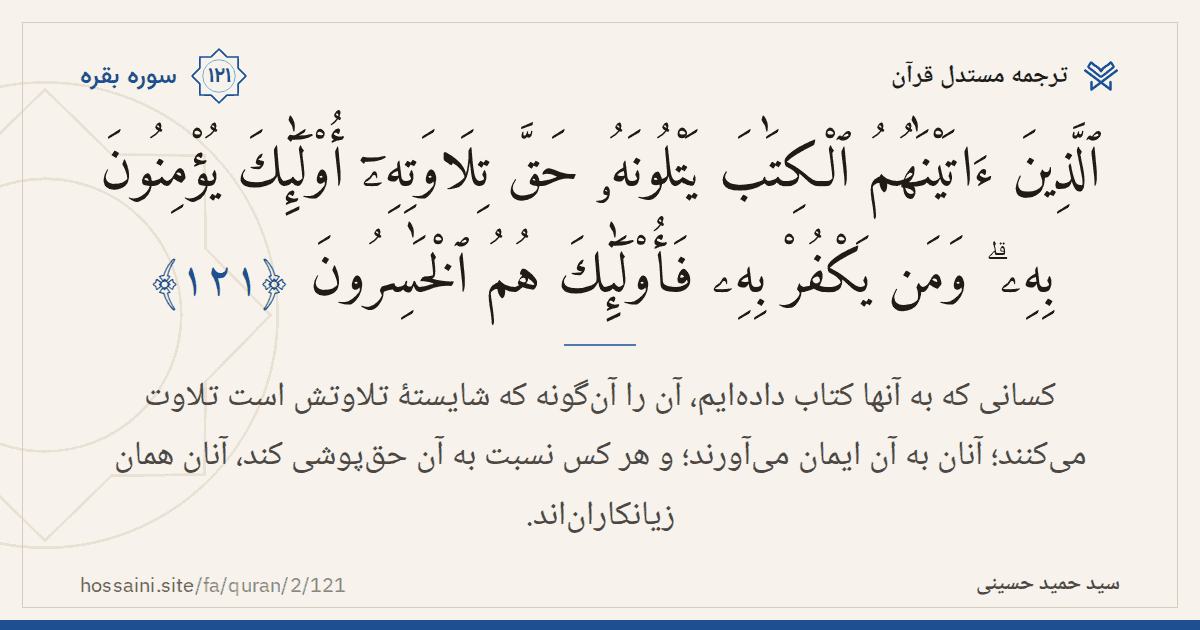 ترجمه مستدل قرآن
۱۲۱ سوره بقره
ٱلَّذِينَ ءَاتَيْنَٰهُمُ ٱلْكِتَٰبَ يَتْلُونَهُۥ حَقَّ تِلَاوَتِهِۦٓ أُو۟لَٰٓئِكَ يُؤْمِنُونَ
بِهِۦ ۗ وَمَن يَكْفُرْ بِهِۦ فَأُو۟لَٰٓئِكَ هُمُ ٱلْخَٰسِرُونَ ﴿١٢١﴾
کسانی که به آنها کتاب داده‌ایم، آن را آن‌گونه که شایستهٔ تلاوتش است تلاوت
می‌کنند؛ آنان به آن ایمان می‌آورند؛ و هر کس نسبت به آن حق‌پوشی کند، آنان همان
زیانکاران‌اند.
سید حمید حسینی
hossaini.site/fa/quran/2/121